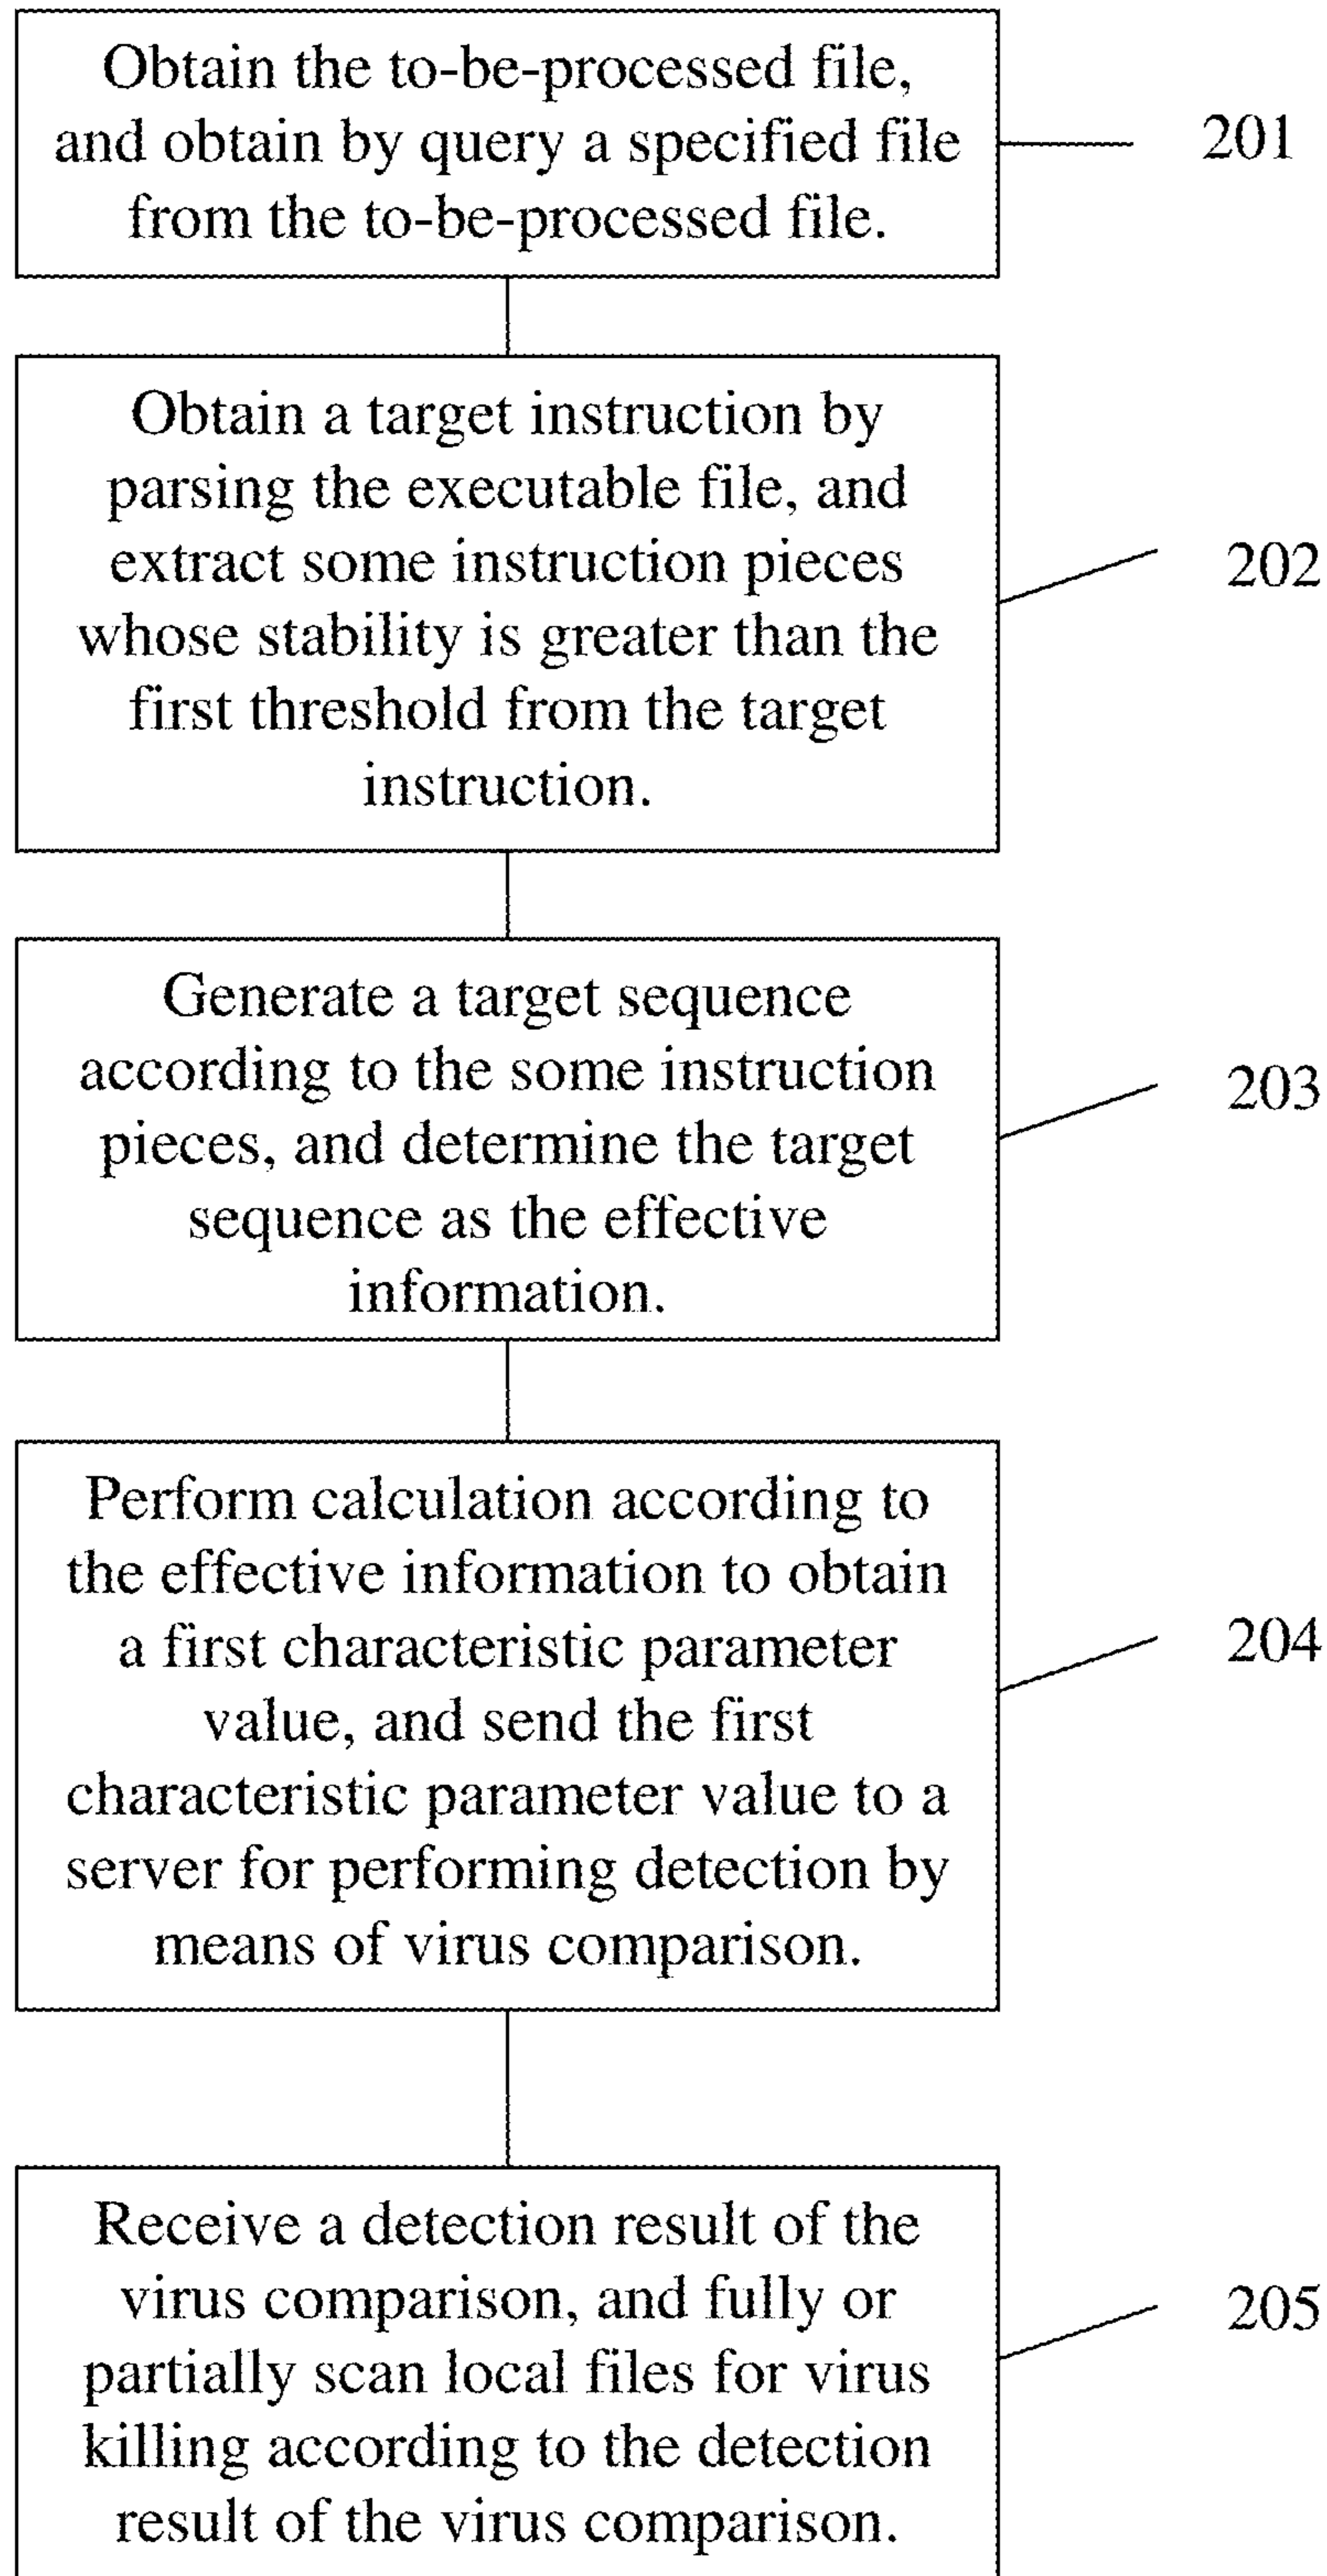 Obtain the to-be-processed file,
and obtain by query a specified file
from the to-be-processed file.
201
Obtain a target instruction by
parsing the executable file, and
extract some instruction pieces
whose stability is greater than the
first threshold from the target
instruction.
202
Generate a target sequence
according to the some instruction
pieces, and determine the target
sequence as the effective
information.
203
Perform calculation according to
the effective information to obtain
a first characteristic parameter
value, and send the first
characteristic parameter value to a
server for performing detection by
means of virus comparison.
204
Receive a detection result of the
virus comparison, and fully or
partially scan local files for virus
killing according to the detection
result of the virus comparison.
205